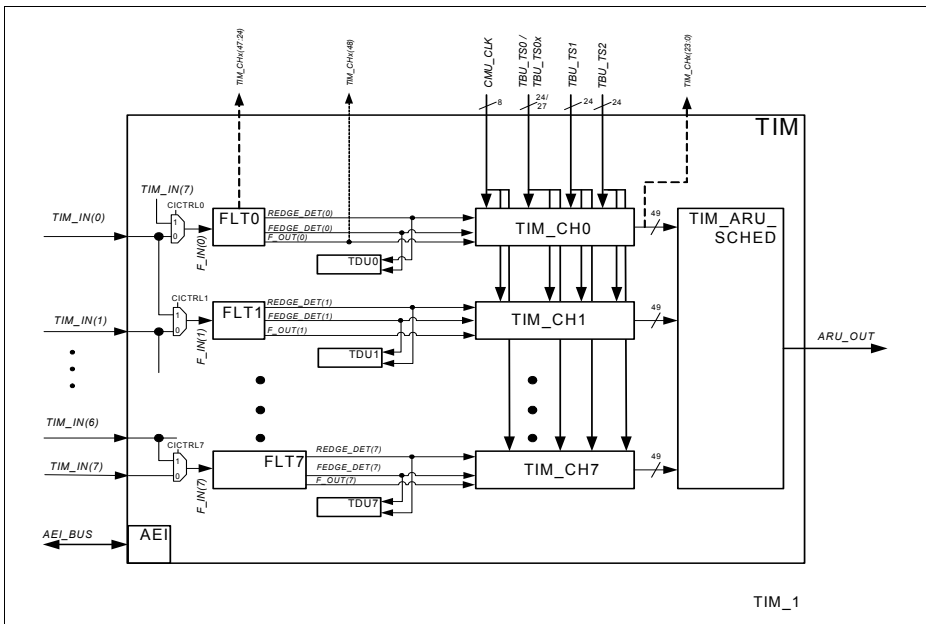 TIM_CHx(47:24)
TIM_CHx(48)
CMU_CLK
TBU_TS0 /
TBU_TS0x
TBU_TS1
TBU_TS2
TIM_CHx(23:0)
8
24/
27
24
24
TIM
TIM_IN(7)
CICTRL0
TIM_IN(0)
1
0
F_IN(0)
FLT0
REDGE_DET(0)
FEDGE_DET(0)
F_OUT(0)
TDU0
TIM_CH0
49
TIM_ARU_
SCHED
CICTRL1
TIM_IN(1)
1
0
F_IN(1)
FLT1
REDGE_DET(1)
FEDGE_DET(1)
F_OUT(1)
TDU1
TIM_CH1
49
ARU_OUT
TIM_IN(6)
CICTRL7
TIM_IN(7)
1
0
F_IN(7)
FLT7
REDGE_DET(7)
FEDGE_DET(7)
F_OUT(7)
TDU7
TIM_CH7
49
AEI_BUS
AEI
TIM_1